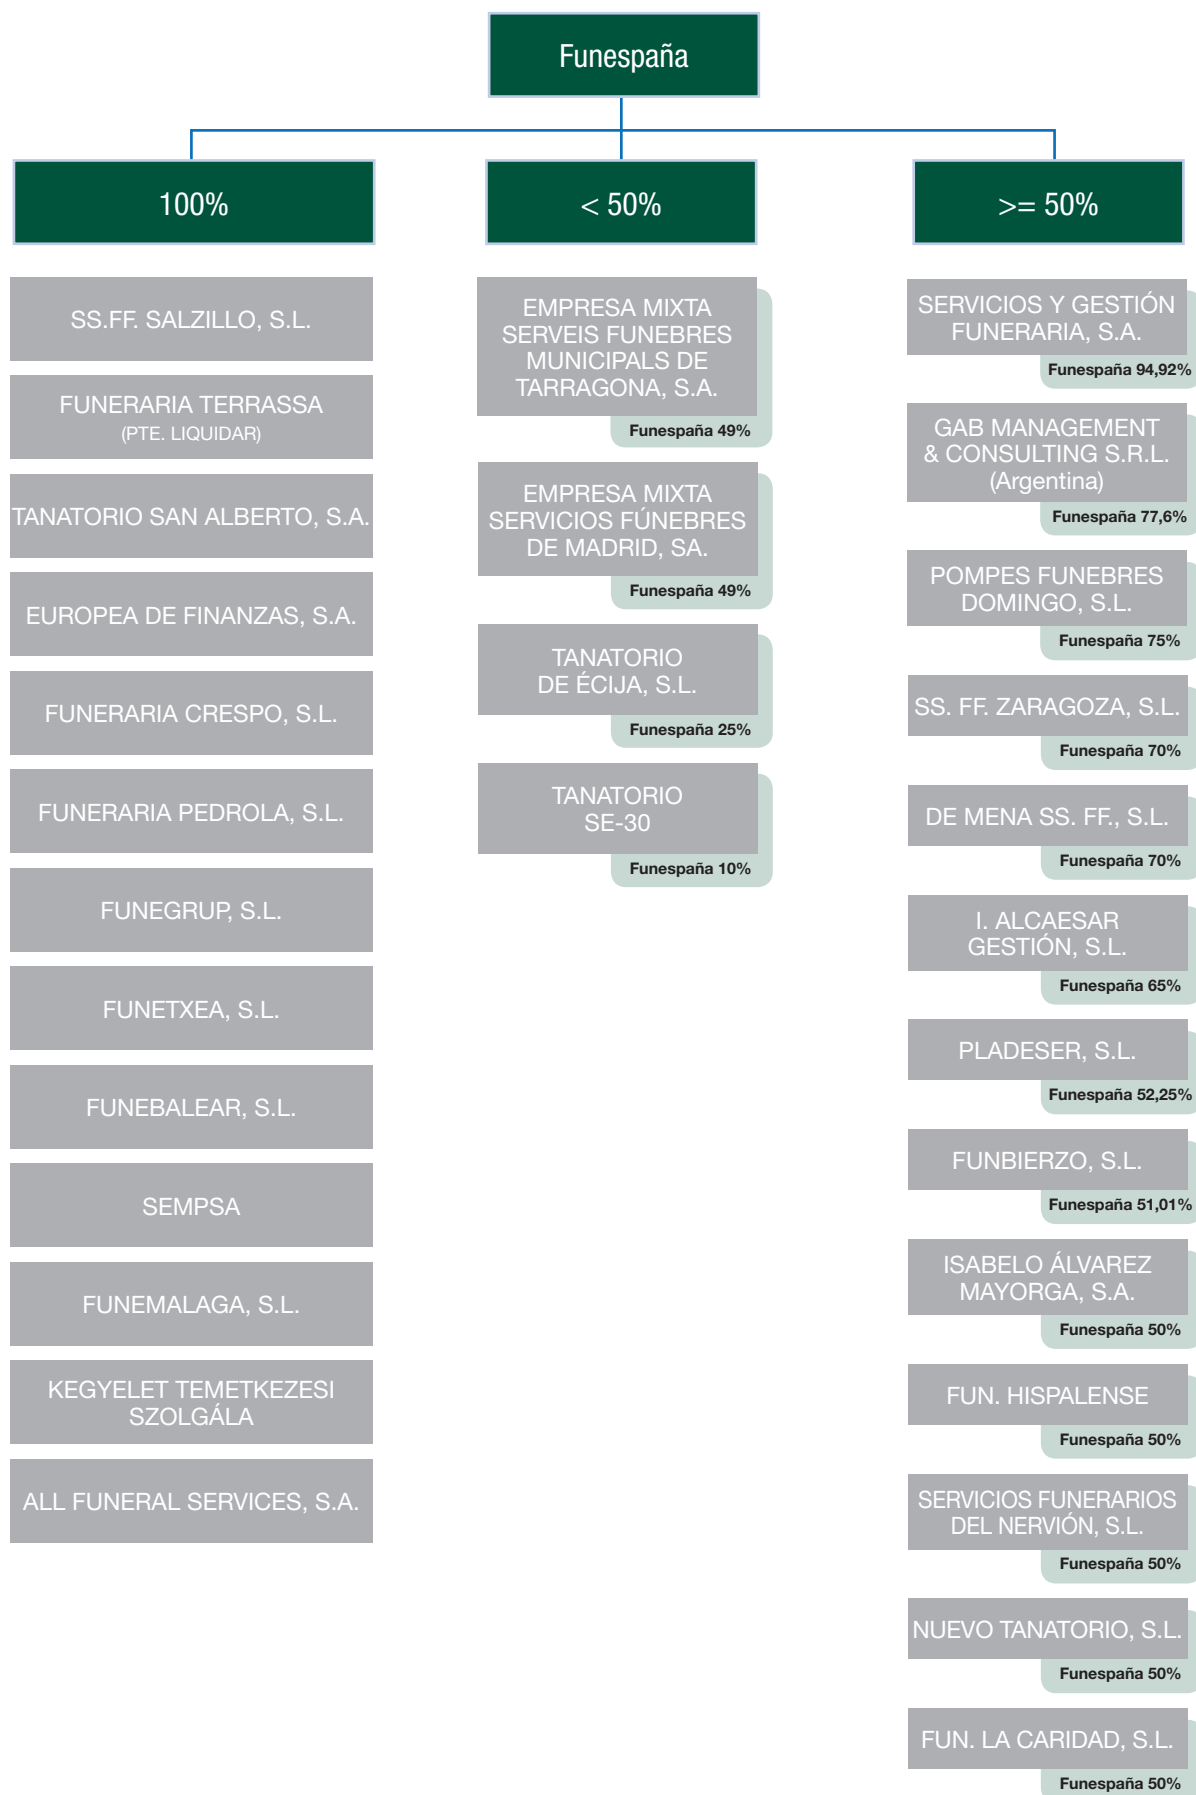 Funespaña
100%
SS.FF. SALZILLO, S.L.
FUNERARIA TERRASSA
(PTE. LIQUIDAR)
TANATORIO SAN ALBERTO, S.A.
EUROPEA DE FINANZAS, S.A.
FUNERARIA CRESPO, S.L.
FUNERARIA PEDROLA, S.L.
FUNEGRUP, S.L.
FUNETXEA, S.L.
FUNEBALEAR, S.L.
SEMPSA
FUNEMALAGA, S.L.
KEGYELET TEMETKEZESI
SZOLGÁLA
ALL FUNERAL SERVICES, S.A.
< 50%
EMPRESA MIXTA
SERVEIS FUNEBRES
MUNICIPALS DE
TARRAGONA, S.A.
Funespaña 49%
EMPRESA MIXTA
SERVICIOS FÚNEBRES
DE MADRID, SA.
Funespaña 49%
TANATORIO
DE ÉCIJA, S.L.
Funespaña 25%
TANATORIO
SE-30
Funespaña 10%
>= 50%
SERVICIOS Y GESTIÓN
FUNERARIA, S.A.
Funespaña 94,92%
GAB MANAGEMENT
& CONSULTING S.R.L.
(Argentina)
Funespaña 77,6%
POMPES FUNEBRES
DOMINGO, S.L.
Funespaña 75%
SS. FF. ZARAGOZA, S.L.
Funespaña 70%
DE MENA SS. FF., S.L.
Funespaña 70%
I. ALCAESAR
GESTIÓN, S.L.
Funespaña 65%
PLADESER, S.L.
Funespaña 52,25%
FUNBIERZO, S.L.
Funespaña 51,01%
ISABELO ÁLVAREZ
MAYORGA, S.A.
Funespaña 50%
FUN. HISPALENSE
Funespaña 50%
SERVICIOS FUNERARIOS
DEL NERVIÓN, S.L.
Funespaña 50%
NUEVO TANATORIO, S.L.
Funespaña 50%
FUN. LA CARIDAD, S.L.
Funespaña 50%